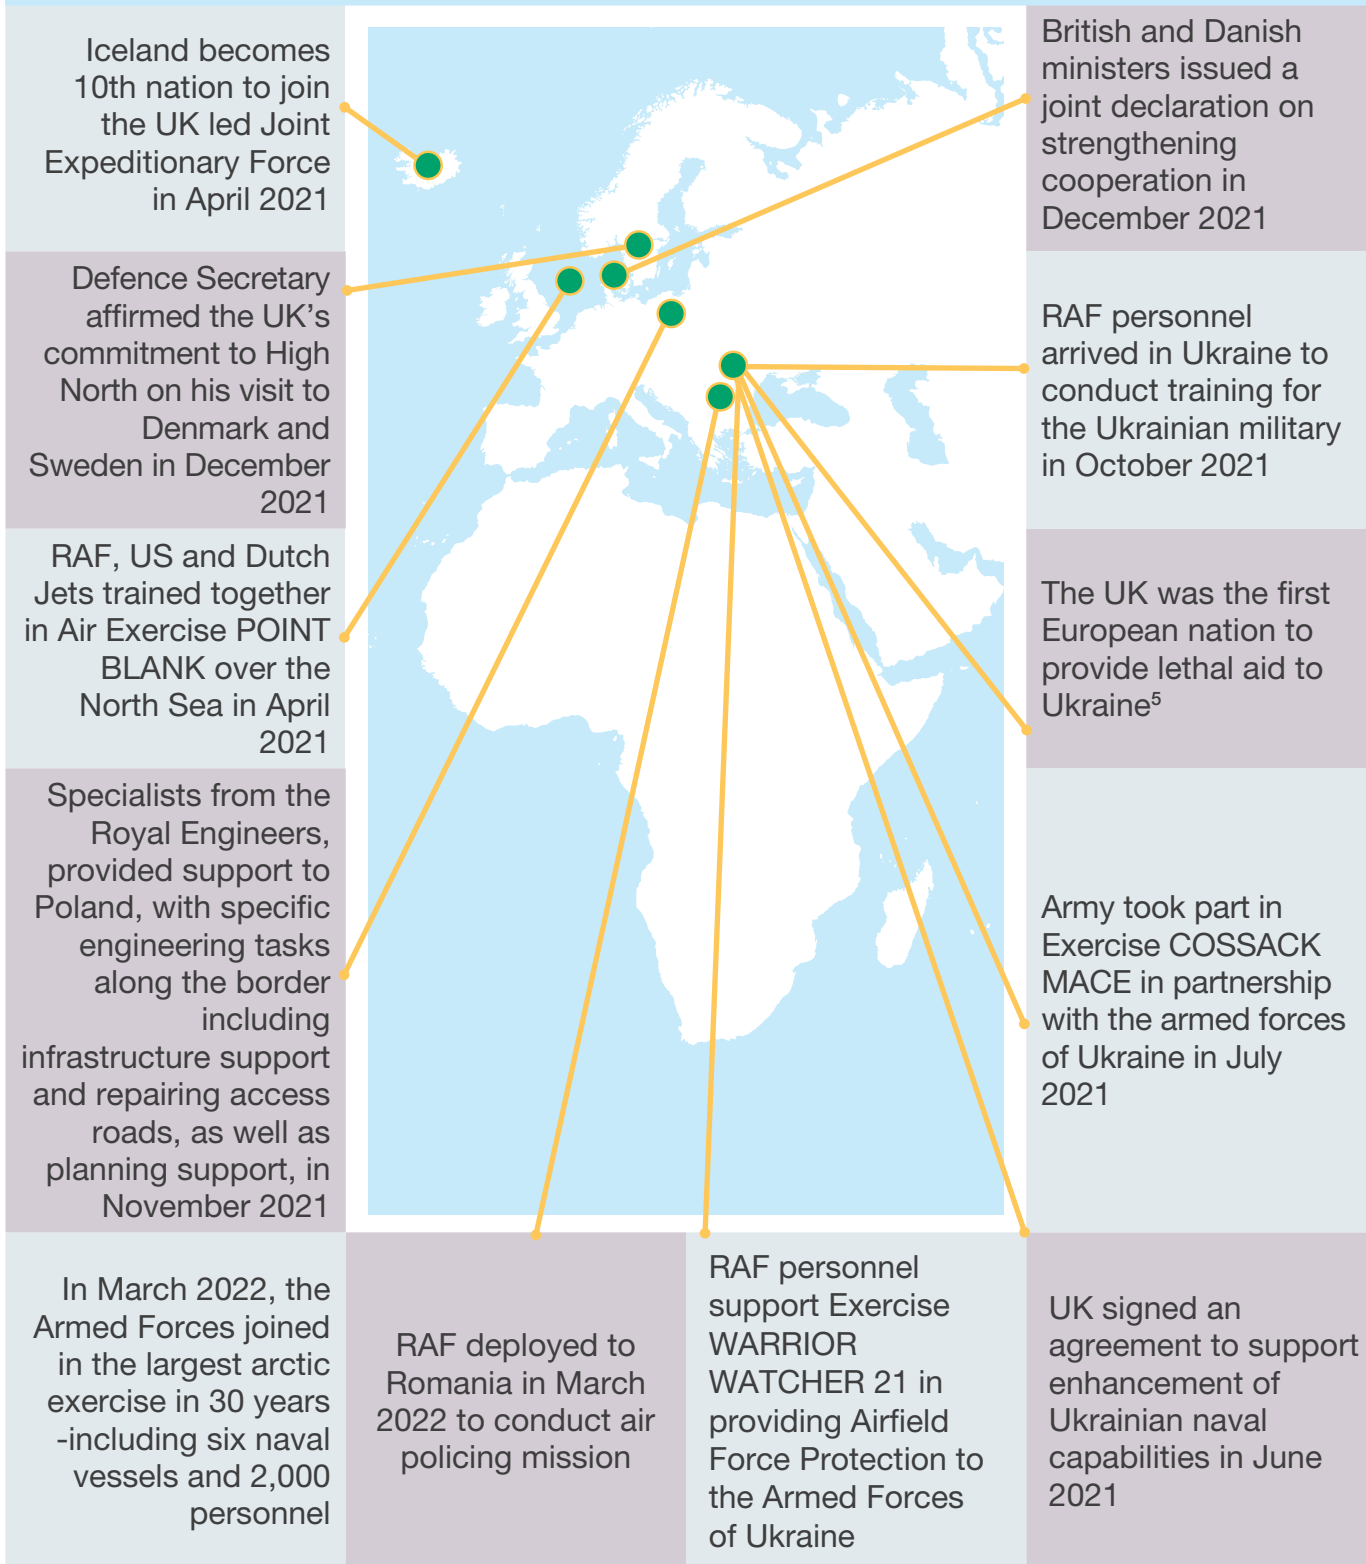 Iceland becomes
10th nation to join
the UK led Joint
Expeditionary Force
in April 2021
Defence Secretary
affirmed the UK’s
commitment to High
North on his visit to
Denmark and
Sweden in December
2021
RAF, US and Dutch
Jets trained together
in Air Exercise POINT
BLANK over the
North Sea in April
2021
Specialists from the
Royal Engineers,
provided support to
Poland, with specific
engineering tasks
along the border
including
infrastructure support
and repairing access
roads, as well as
planning support, in
November 2021
In March 2022, the
Armed Forces joined
in the largest arctic
exercise in 30 years
-including six naval
vessels and 2,000
personnel
RAF deployed to
Romania in March
2022 to conduct air
policing mission
RAF personnel
support Exercise
WARRIOR
WATCHER 21 in
providing Airfield
Force Protection to
the Armed Forces
of Ukraine
British and Danish
ministers issued a
joint declaration on
strengthening
cooperation in
December 2021
RAF personnel
arrived in Ukraine to
conduct training for
the Ukrainian military
in October 2021
The UK was the first
European nation to
provide lethal aid to
Ukraine⁵
Army took part in
Exercise COSSACK
MACE in partnership
with the armed forces
of Ukraine in July
2021
UK signed an
agreement to support
enhancement of
Ukrainian naval
capabilities in June
2021